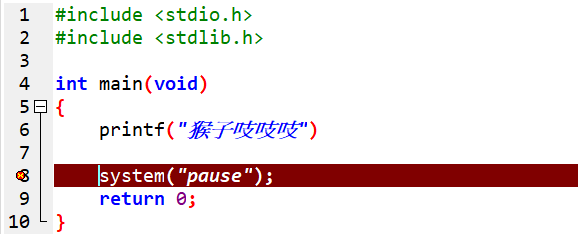 1 #include <stdio.h>
2 #include <stdlib.h>
3
4 int main(void)
5 {
6 printf("猴子吱吱吱")
7
8 system("pause");
9 return 0;
10 }